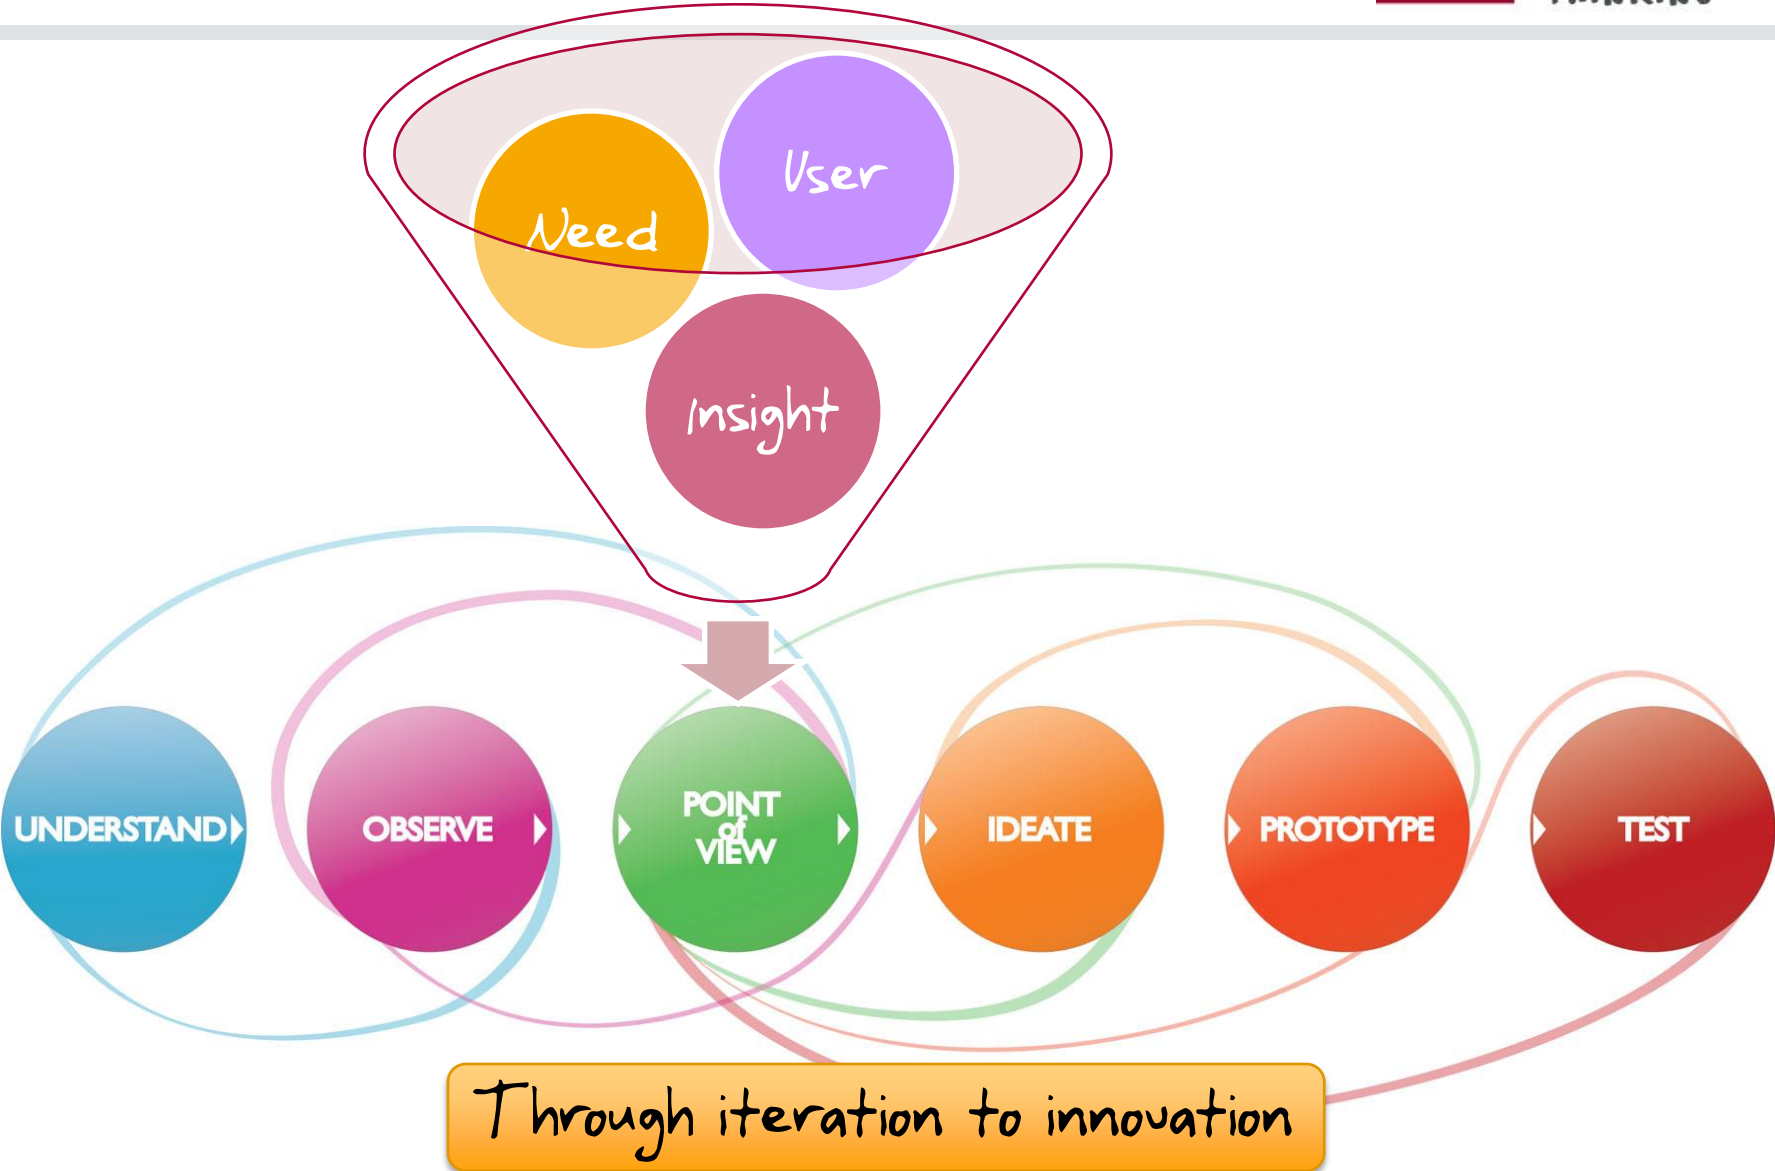 User
Need
Insight
UNDERSTAND
OBSERVE
POINT
of
VIEW
IDEATE
PROTOTYPE
TEST
Through iteration to innovation